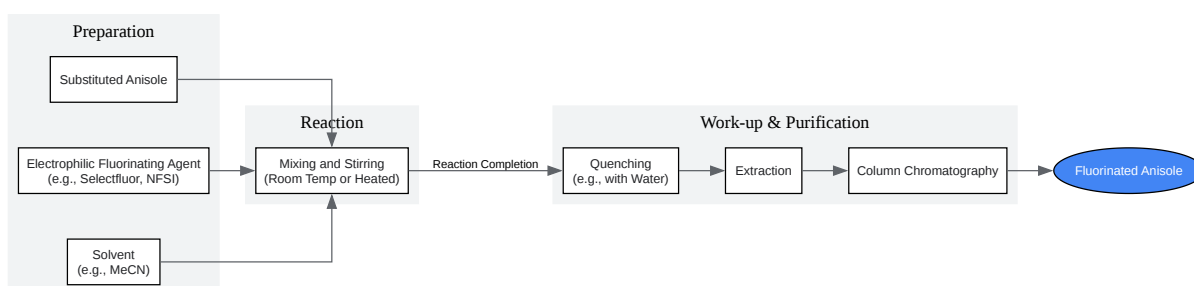 Preparation
Substituted Anisole
Electrophilic Fluorinating Agent
(e.g., Selectfluor, NFSI)
Solvent
(e.g., MeCN)
Reaction
Mixing and Stirring
(Room Temp or Heated)
Reaction Completion
Work-up & Purification
Quenching
(e.g., with Water)
Extraction
Column Chromatography
Fluorinated Anisole